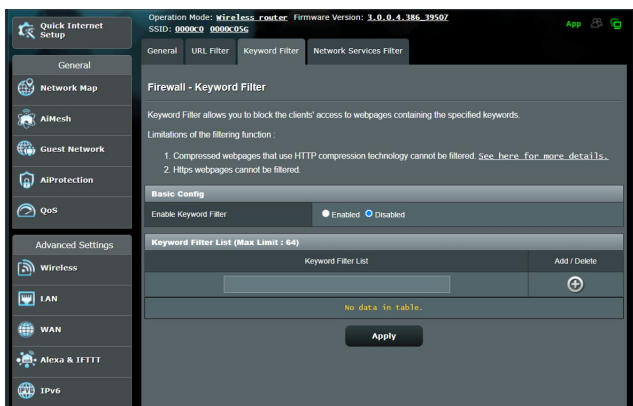 Quick Internet
Setup
Operation Mode: Wireless router Firmware Version: 3.0.0.4.386_39507
SSID: 0000C0 0000C05G
App
General
URL Filter
Keyword Filter
Network Services Filter
General
Network Map
AiMesh
Guest Network
AiProtection
QoS
Advanced Settings
Wireless
LAN
WAN
Alexa & IFTTT
IPv6
Firewall - Keyword Filter
Keyword Filter allows you to block the clients' access to webpages containing the specified keywords.
Limitations of the filtering function :
1. Compressed webpages that use HTTP compression technology cannot be filtered. See here for more details.
2. Https webpages cannot be filtered.
Basic Config
Enable Keyword Filter
Enabled Disabled
Keyword Filter List (Max Limit : 64)
Keyword Filter List
Add / Delete
No data in table.
Apply